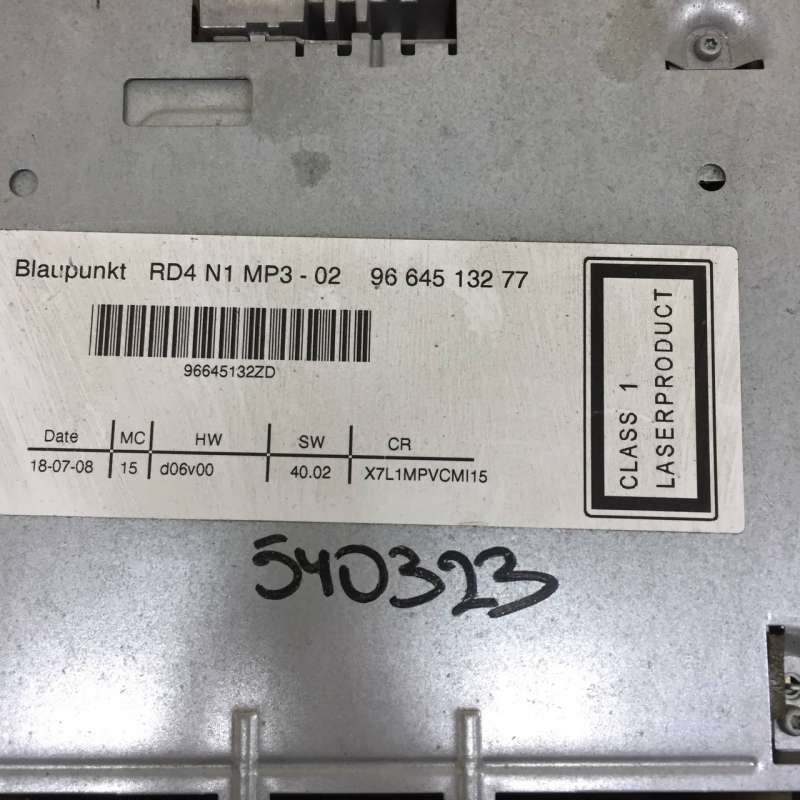 Blaupunkt RD4 N1 MP3 - 02 96 645 132 77
96645132ZD
Date MC HW SW CR
18-07-08 15 d06v00 40.02 X7L1MPVCMI15
CLASS 1
LASERPRODUCT
540323